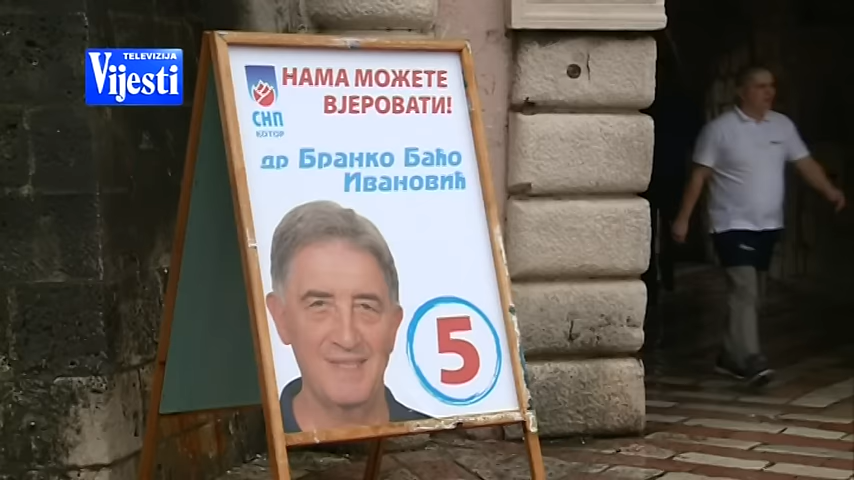 TELEVIZIJA
Vijesti
НАМА МОЖЕТЕ
ВЈЕРОВАТИ!
СНП
КОТОР
др Бранко Баћо
Ивановић
5